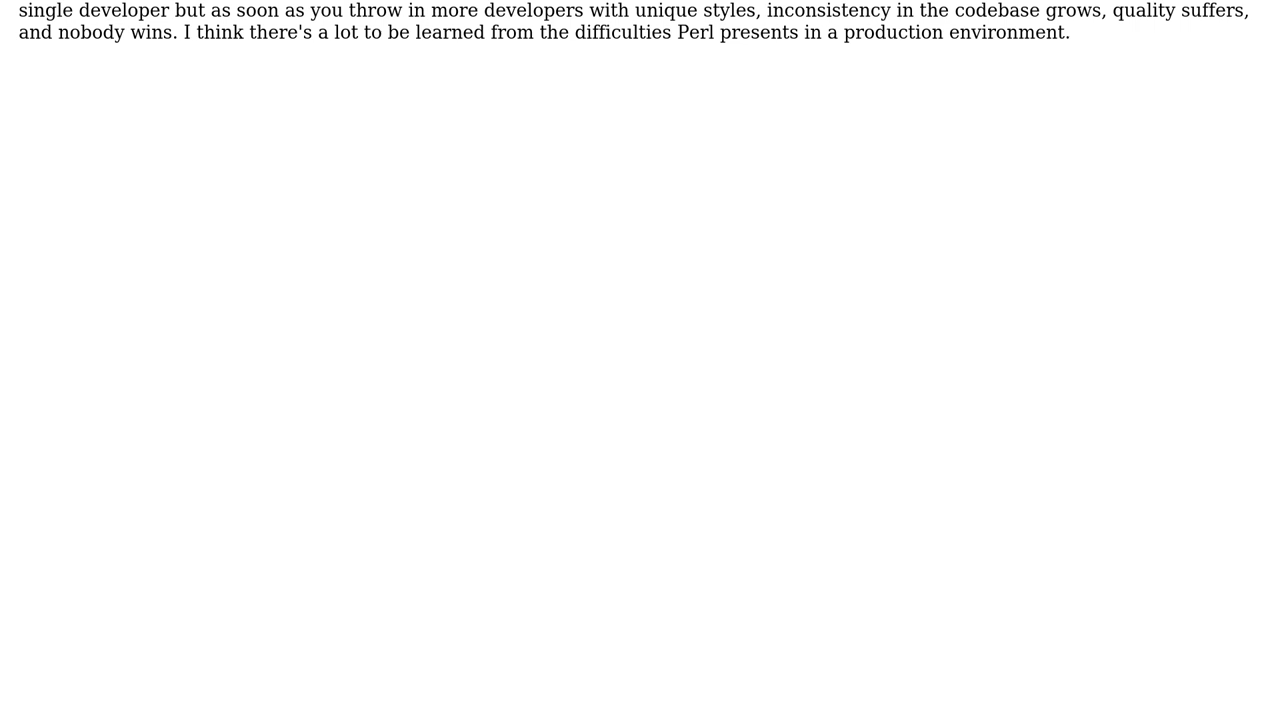 single developer but as soon as you throw in more developers with unique styles, inconsistency in the codebase grows, quality suffers,
and nobody wins. I think there's a lot to be learned from the difficulties Perl presents in a production environment.